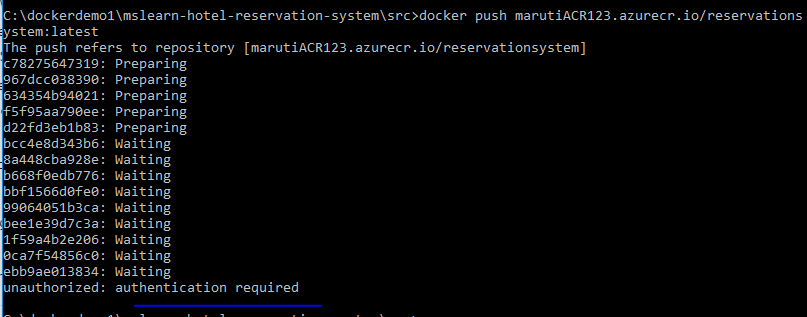 C:\dockerdemo1\mslearn-hotel-reservation-system\src>docker push marutiACR123.azurecr.io/reservations
ystem:latest
The push refers to repository [marutiACR123.azurecr.io/reservationsystem]
c78275647319: Preparing
967dcc038390: Preparing
634354b94021: Preparing
f5f95aa790ee: Preparing
d22fd3eb1b83: Preparing
bcc4e8d343b6: Waiting
8a448cba928e: Waiting
b668f0edb776: Waiting
bbf1566d0fe0: Waiting
99064051b3ca: Waiting
bee1e39d7c3a: Waiting
1f59a4b2e206: Waiting
0ca7f54856c0: Waiting
ebb9ae013834: Waiting
unauthorized: authentication required